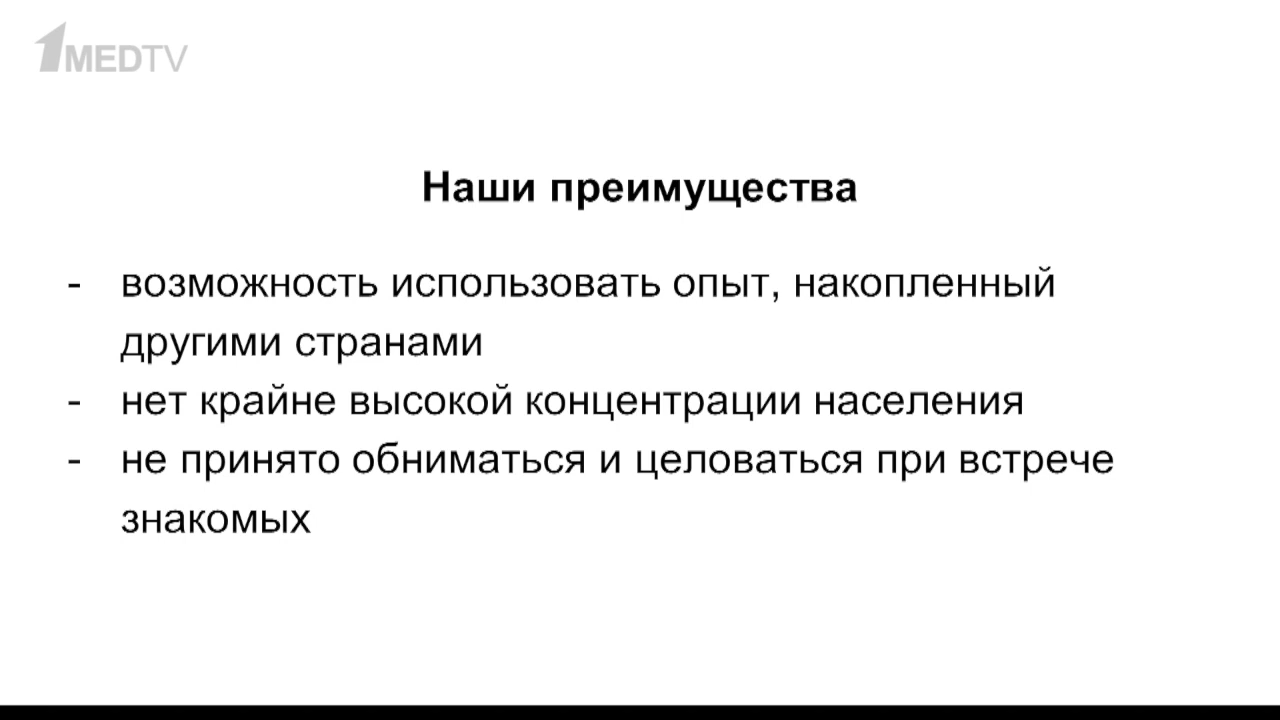 1MEDTV
Наши преимущества
- возможность использовать опыт, накопленный
другими странами
- нет крайне высокой концентрации населения
- не принято обниматься и целоваться при встрече
знакомых